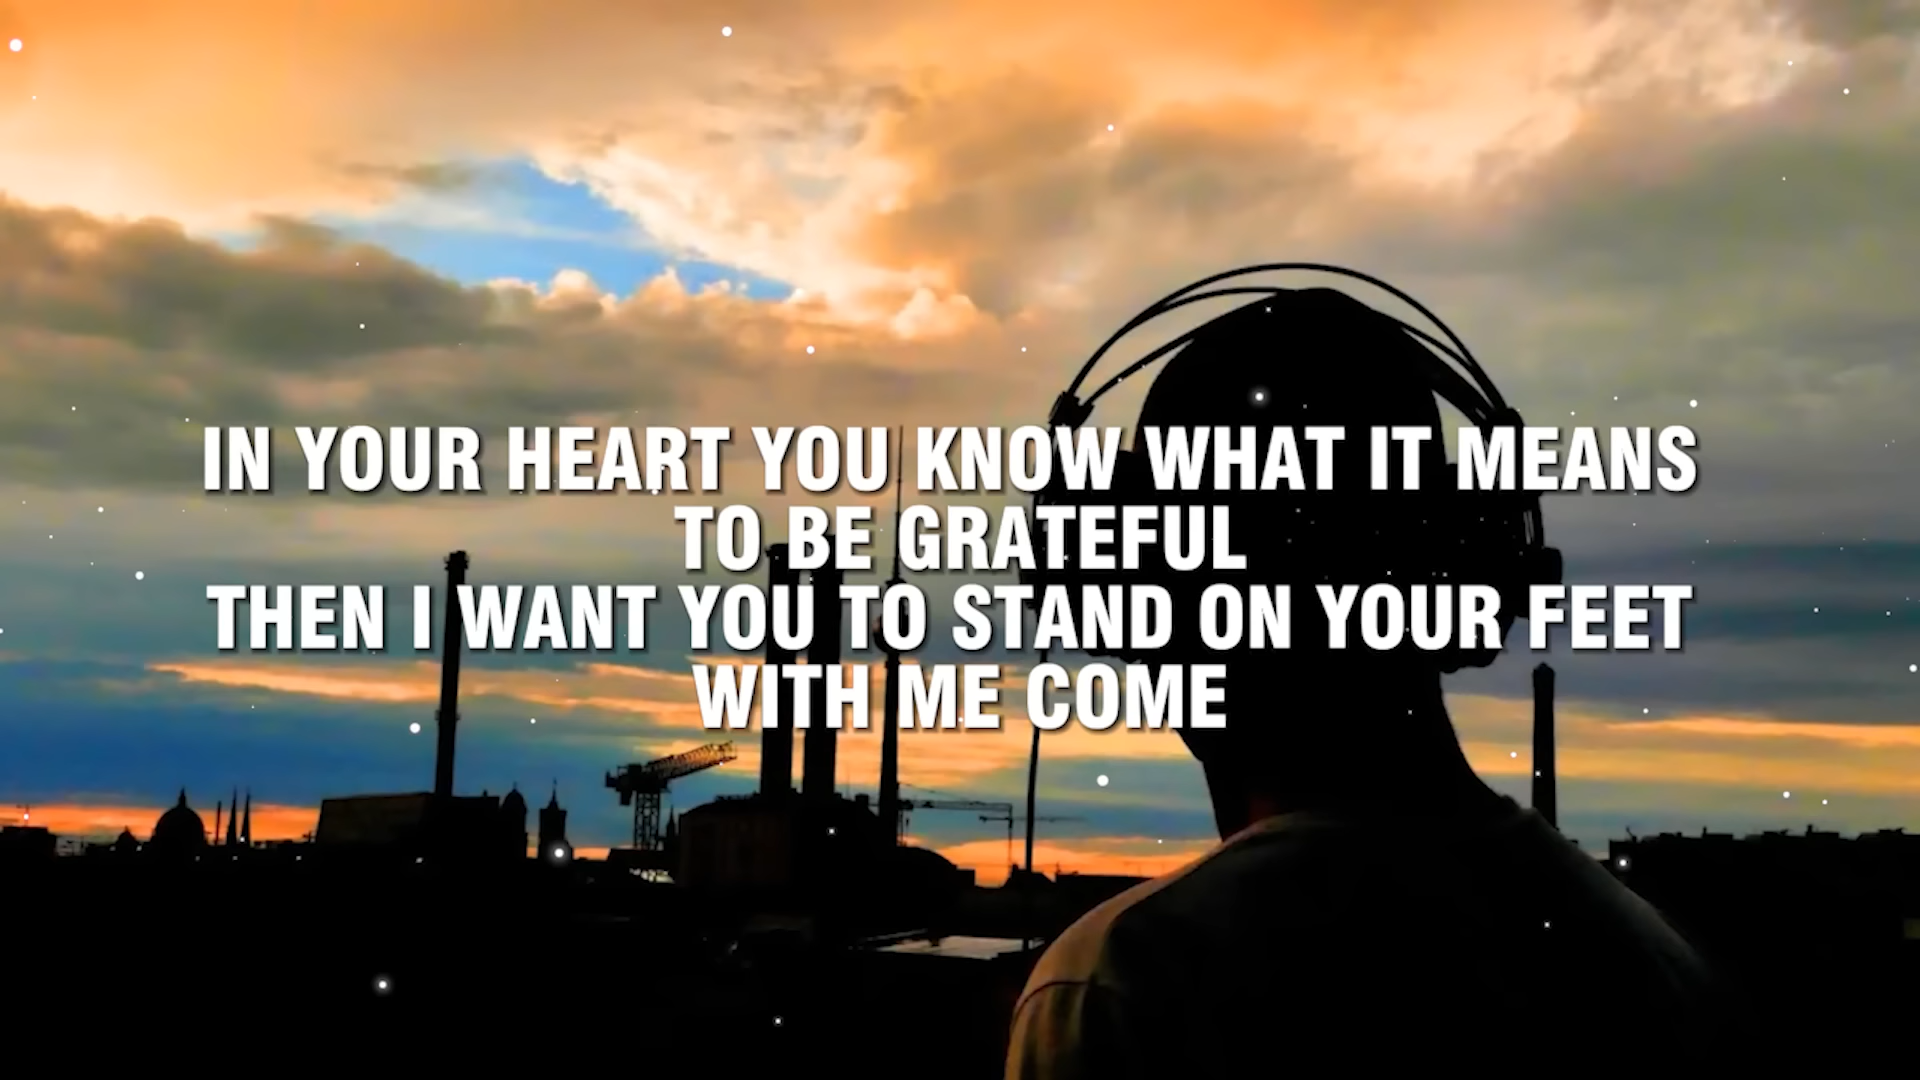 IN YOUR HEART YOU KNOW WHAT IT MEANS
TO BE GRATEFUL
THEN I WANT YOU TO STAND ON YOUR FEET
WITH ME COME